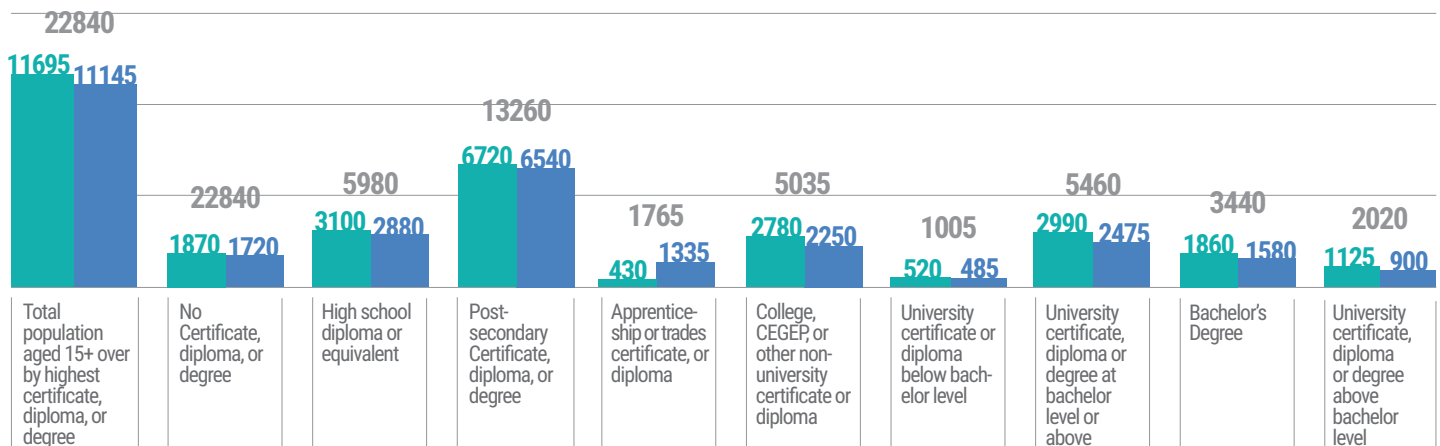 22840
11695
11145
22840
1870
1720
5980
3100
2880
13260
6720
6540
1765
430
1335
5035
2780
2250
1005
520
485
5460
2990
2475
3440
1860
1580
2020
1125
900
Total
population
aged 15+ over
by highest
certificate,
diploma, or
degree
No
Certificate,
diploma, or
degree
High school
diploma or
equivalent
Post-
secondary
Certificate,
diploma, or
degree
Apprentice-
ship or trades
certificate, or
diploma
College,
CEGEP, or
other non-
university
certificate or
diploma
University
certificate or
diploma
below bach-
elor level
University
certificate,
diploma or
degree at
bachelor
level or
above
Bachelor's
Degree
University
certificate,
diploma
or degree
above
bachelor
level